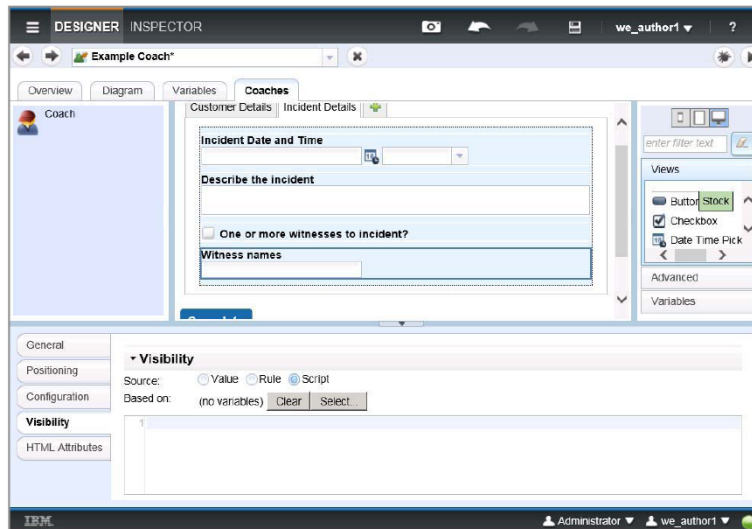 DESIGNER INSPECTOR we_author1 ?
Example Coach*
Overview Diagram Variables Coaches
Coach
Customer Details Incident Details
Incident Date and Time
Describe the incident
One or more witnesses to incident?
Witness names
enter filter text
Views
Button Stock
Checkbox
Date Time Pick
Advanced
Variables
General
Positioning
Configuration
Visibility
HTML Attributes
Visibility
Source: Value Rule Script
Based on: (no variables) Clear Select...
1
IBM. Administrator we_author1